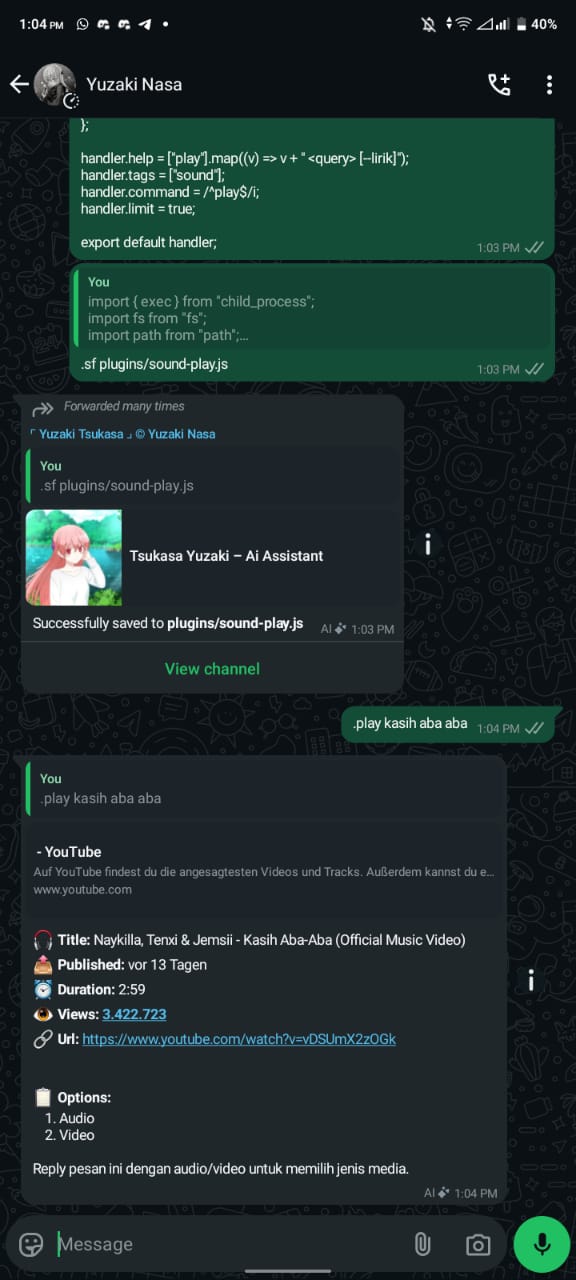 1:04 PM
40%
Yuzaki Nasa
};
handler.help = ["play"].map((v) => v + " <query> [--lirik]");
handler.tags = ["sound"];
handler.command = /^play$/i;
handler.limit = true;
export default handler;
1:03 PM
You
import { exec } from "child_process";
import fs from "fs";
import path from "path";...
.sf plugins/sound-play.js
1:03 PM
Forwarded many times
「 Yuzaki Tsukasa 」 © Yuzaki Nasa
You
.sf plugins/sound-play.js
Tsukasa Yuzaki – Ai Assistant
Successfully saved to plugins/sound-play.js
AI 1:03 PM
View channel
.play kasih aba aba
1:04 PM
You
.play kasih aba aba
- YouTube
Auf YouTube findest du die angesagtesten Videos und Tracks. Außerdem kannst du e...
www.youtube.com
Title: Naykilla, Tenxi & Jemsii - Kasih Aba-Aba (Official Music Video)
Published: vor 13 Tagen
Duration: 2:59
Views: 3.422.723
Url: https://www.youtube.com/watch?v=vDSUmX2zOGk
Options:
1. Audio
2. Video
Reply pesan ini dengan audio/video untuk memilih jenis media.
AI 1:04 PM
Message